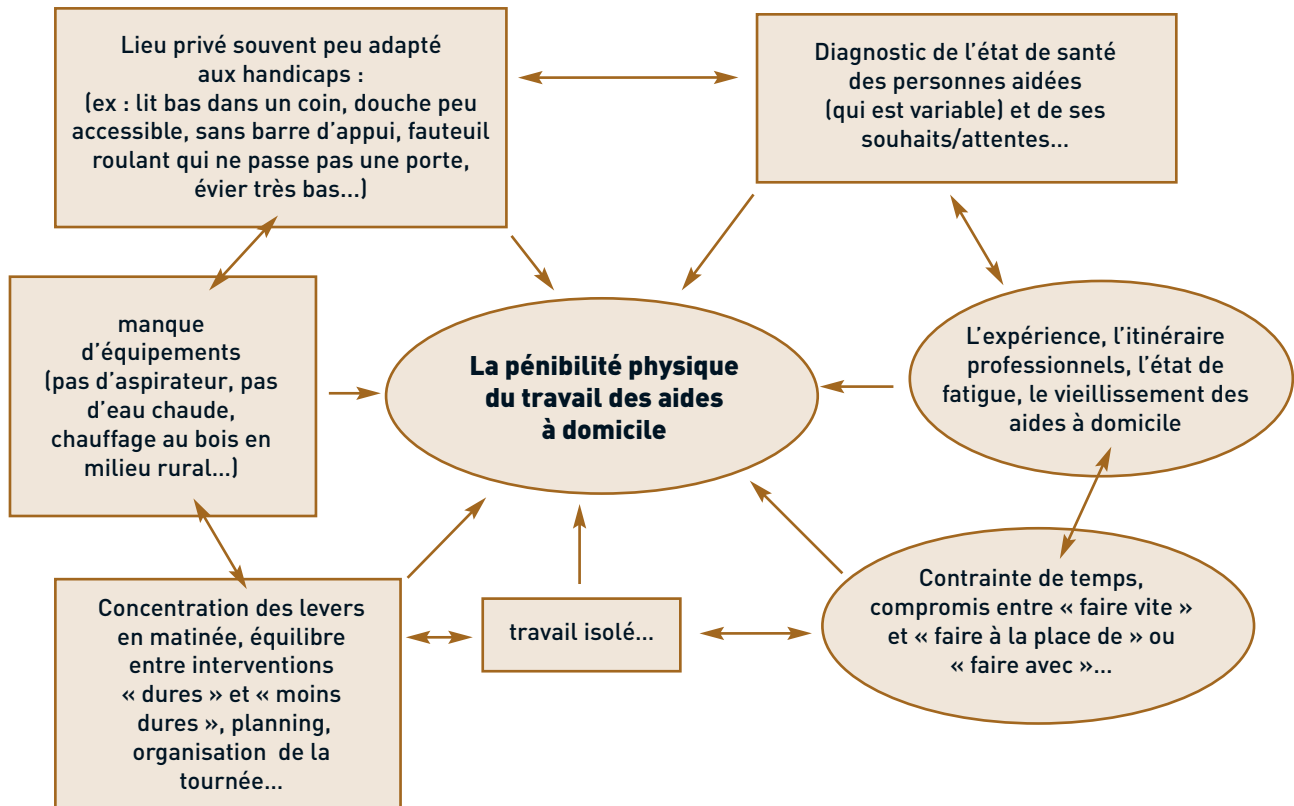 Lieu privé souvent peu adapté
aux handicaps :
(ex : lit bas dans un coin, douche peu
accessible, sans barre d'appui, fauteuil
roulant qui ne passe pas une porte,
évier très bas...)
Diagnostic de l'état de santé
des personnes aidées
(qui est variable) et de ses
souhaits/attentes...
manque
d'équipements
(pas d'aspirateur, pas
d'eau chaude,
chauffage au bois en
milieu rural...)
La pénibilité physique
du travail des aides
à domicile
L'expérience, l'itinéraire
professionnels, l'état de
fatigue, le vieillissement des
aides à domicile
Concentration des levers
en matinée, équilibre
entre interventions
« dures » et « moins
dures », planning,
organisation de la
tournée...
travail isolé...
Contrainte de temps,
compromis entre « faire vite »
et « faire à la place de » ou
« faire avec »...